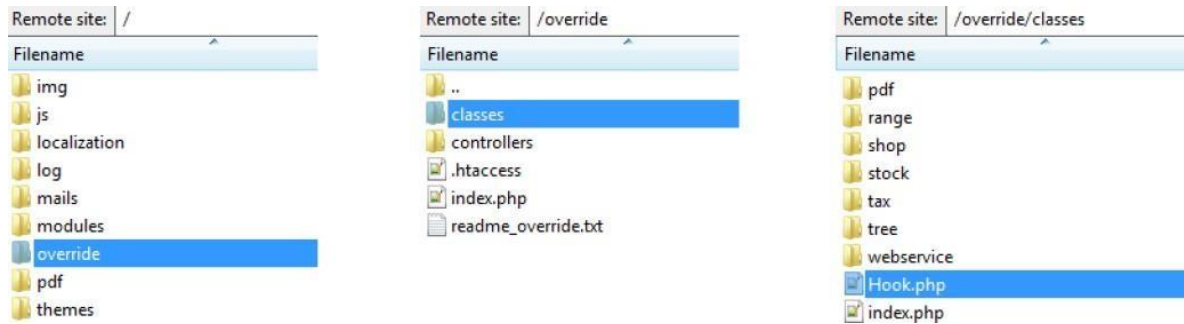 Remote site: /
Filename
img
js
localization
log
mails
modules
override
pdf
themes
Remote site: /override
Filename
..
classes
controllers
.htaccess
index.php
readme_override.txt
Remote site: /override/classes
Filename
pdf
range
shop
stock
tax
tree
webservice
Hook.php
index.php